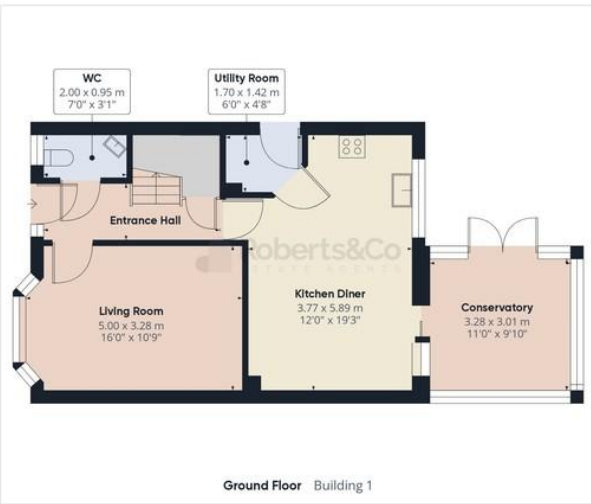 WC
2.00 x 0.95 m
7'0" x 3'1"
Utility Room
1.70 x 1.42 m
6'0" x 4'8"
Entrance Hall
Roberts&Co
ESTATE AGENTS
Living Room
5.00 x 3.28 m
16'0" x 10'9"
Kitchen Diner
3.77 x 5.89 m
12'0" x 19'3"
Conservatory
3.28 x 3.01 m
11'0" x 9'10"
Ground Floor Building 1